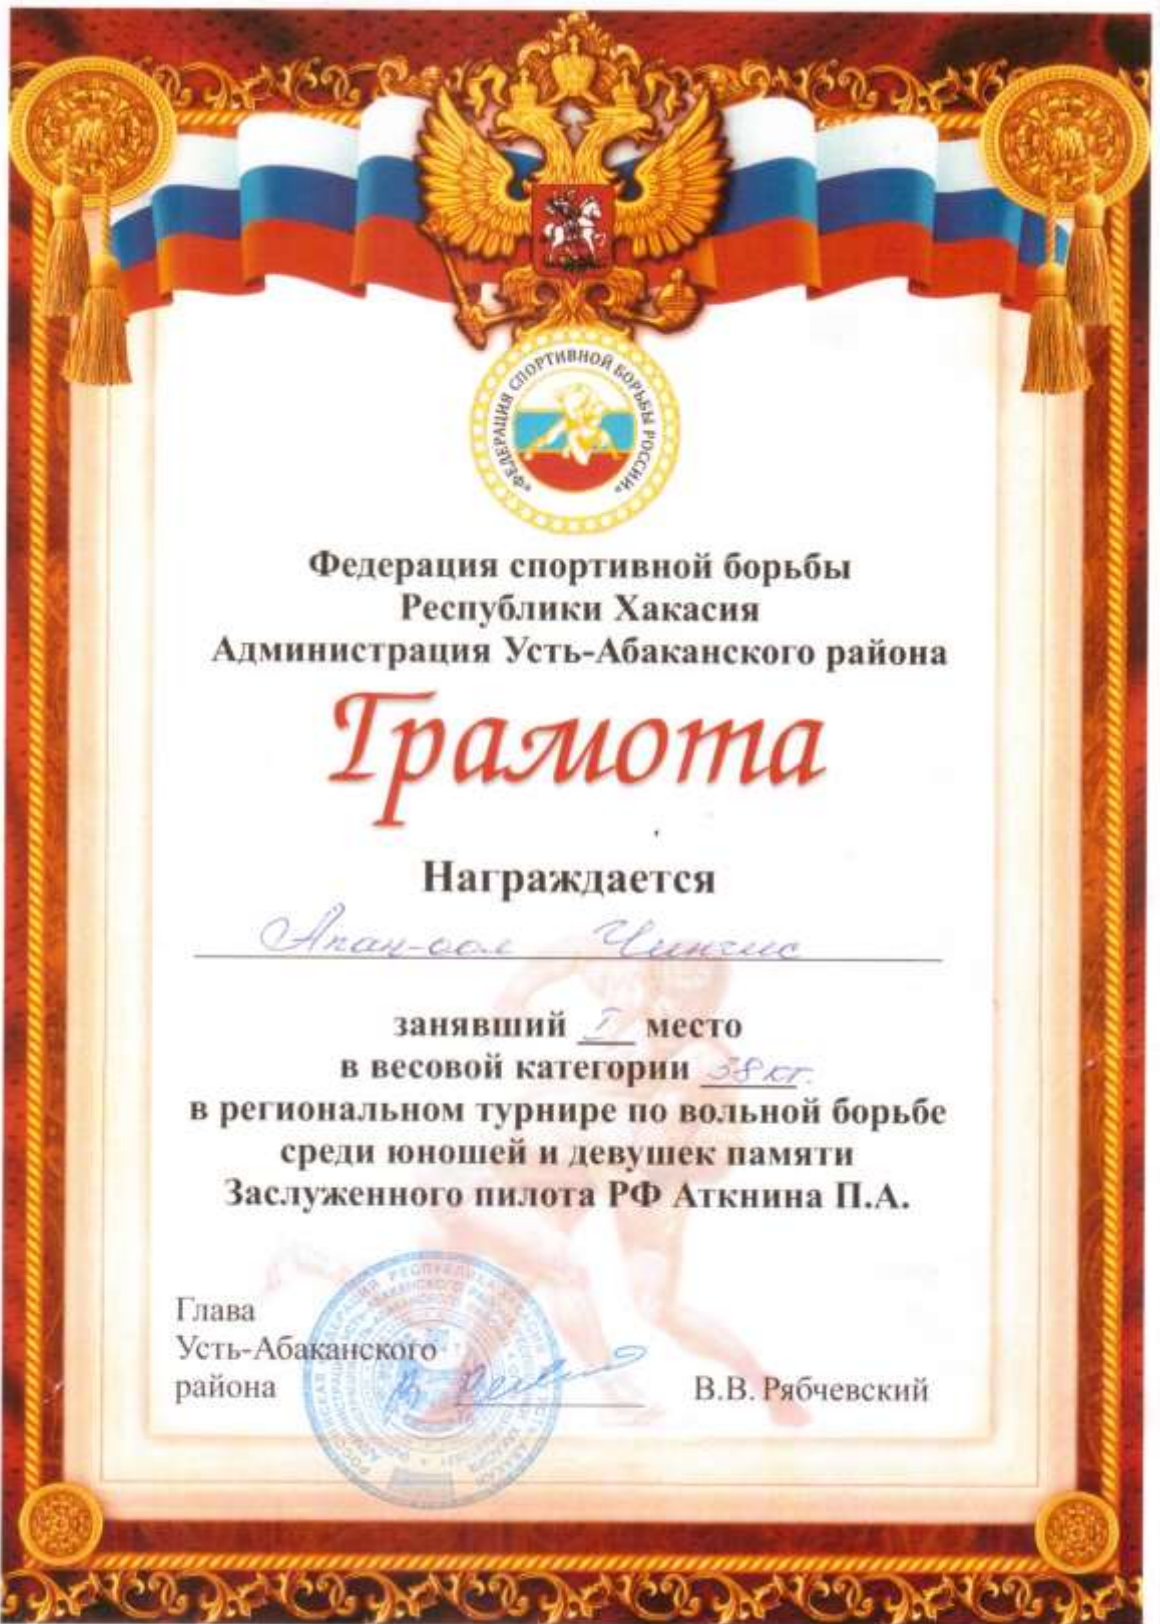 «ФЕДЕРАЦИЯ СПОРТИВНОЙ БОРЬБЫ РОССИИ»
Федерация спортивной борьбы
Республики Хакасия
Администрация Усть-Абаканского района
Грамота
Награждается
Апан-оол Чингис
занявший I место
в весовой категории 38 кг.
в региональном турнире по вольной борьбе
среди юношей и девушек памяти
Заслуженного пилота РФ Аткнина П.А.
Глава
Усть-Абаканского
района
В.В. Рябчевский